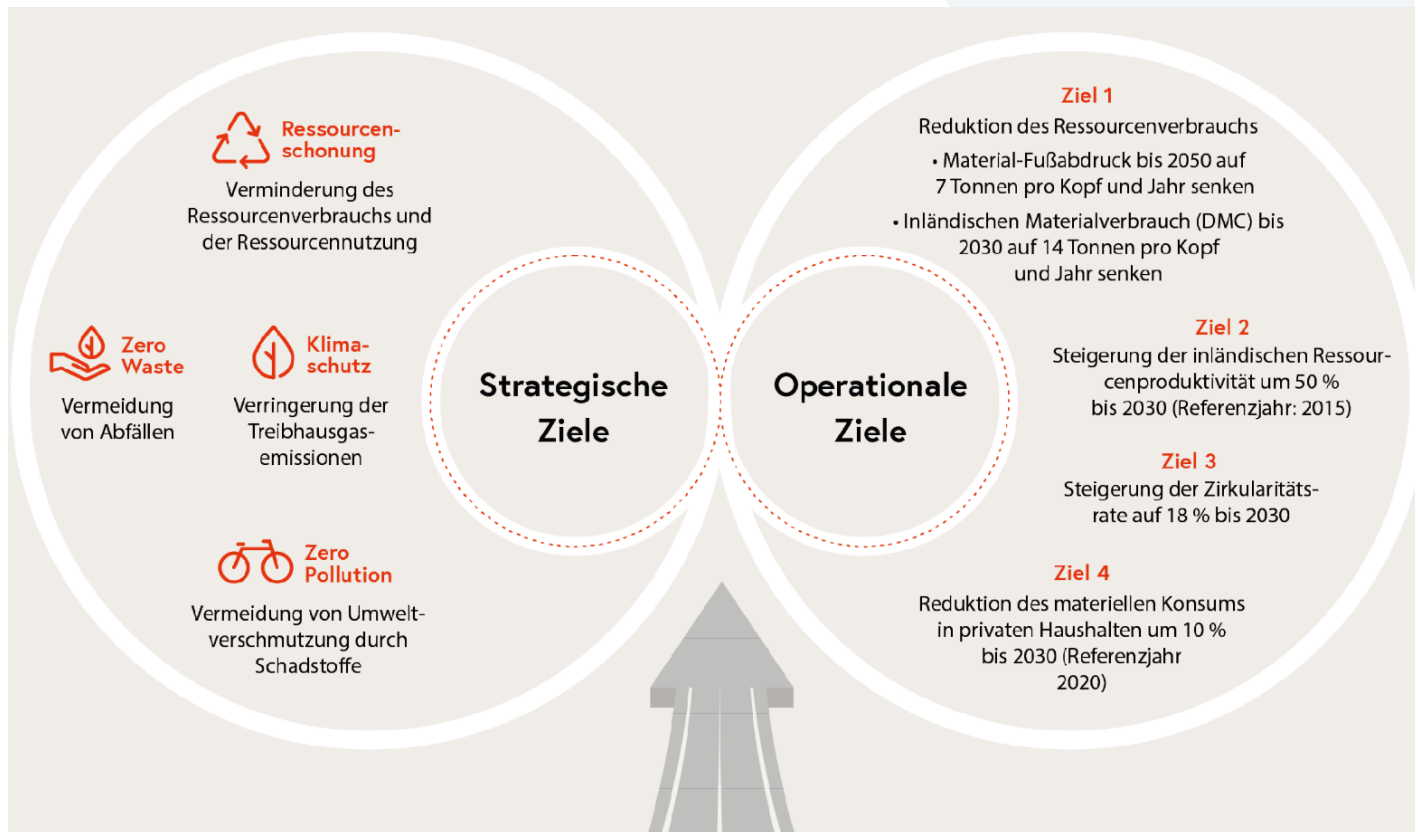 Ressourcen-
schonung
Verminderung des
Ressourcenverbrauchs und
der Ressourcennutzung
Zero
Waste
Vermeidung
von Abfällen
Klima-
schutz
Verringerung der
Treibhausgas-
emissionen
Zero
Pollution
Vermeidung von Umwelt-
verschmutzung durch
Schadstoffe
Strategische
Ziele
Operationale
Ziele
Ziel 1
Reduktion des Ressourcenverbrauchs
• Material-Fußabdruck bis 2050 auf
7 Tonnen pro Kopf und Jahr senken
• Inländischen Materialverbrauch (DMC) bis
2030 auf 14 Tonnen pro Kopf
und Jahr senken
Ziel 2
Steigerung der inländischen Ressour-
cenproduktivität um 50 %
bis 2030 (Referenzjahr: 2015)
Ziel 3
Steigerung der Zirkularitäts-
rate auf 18 % bis 2030
Ziel 4
Reduktion des materiellen Konsums
in privaten Haushalten um 10 %
bis 2030 (Referenzjahr
2020)